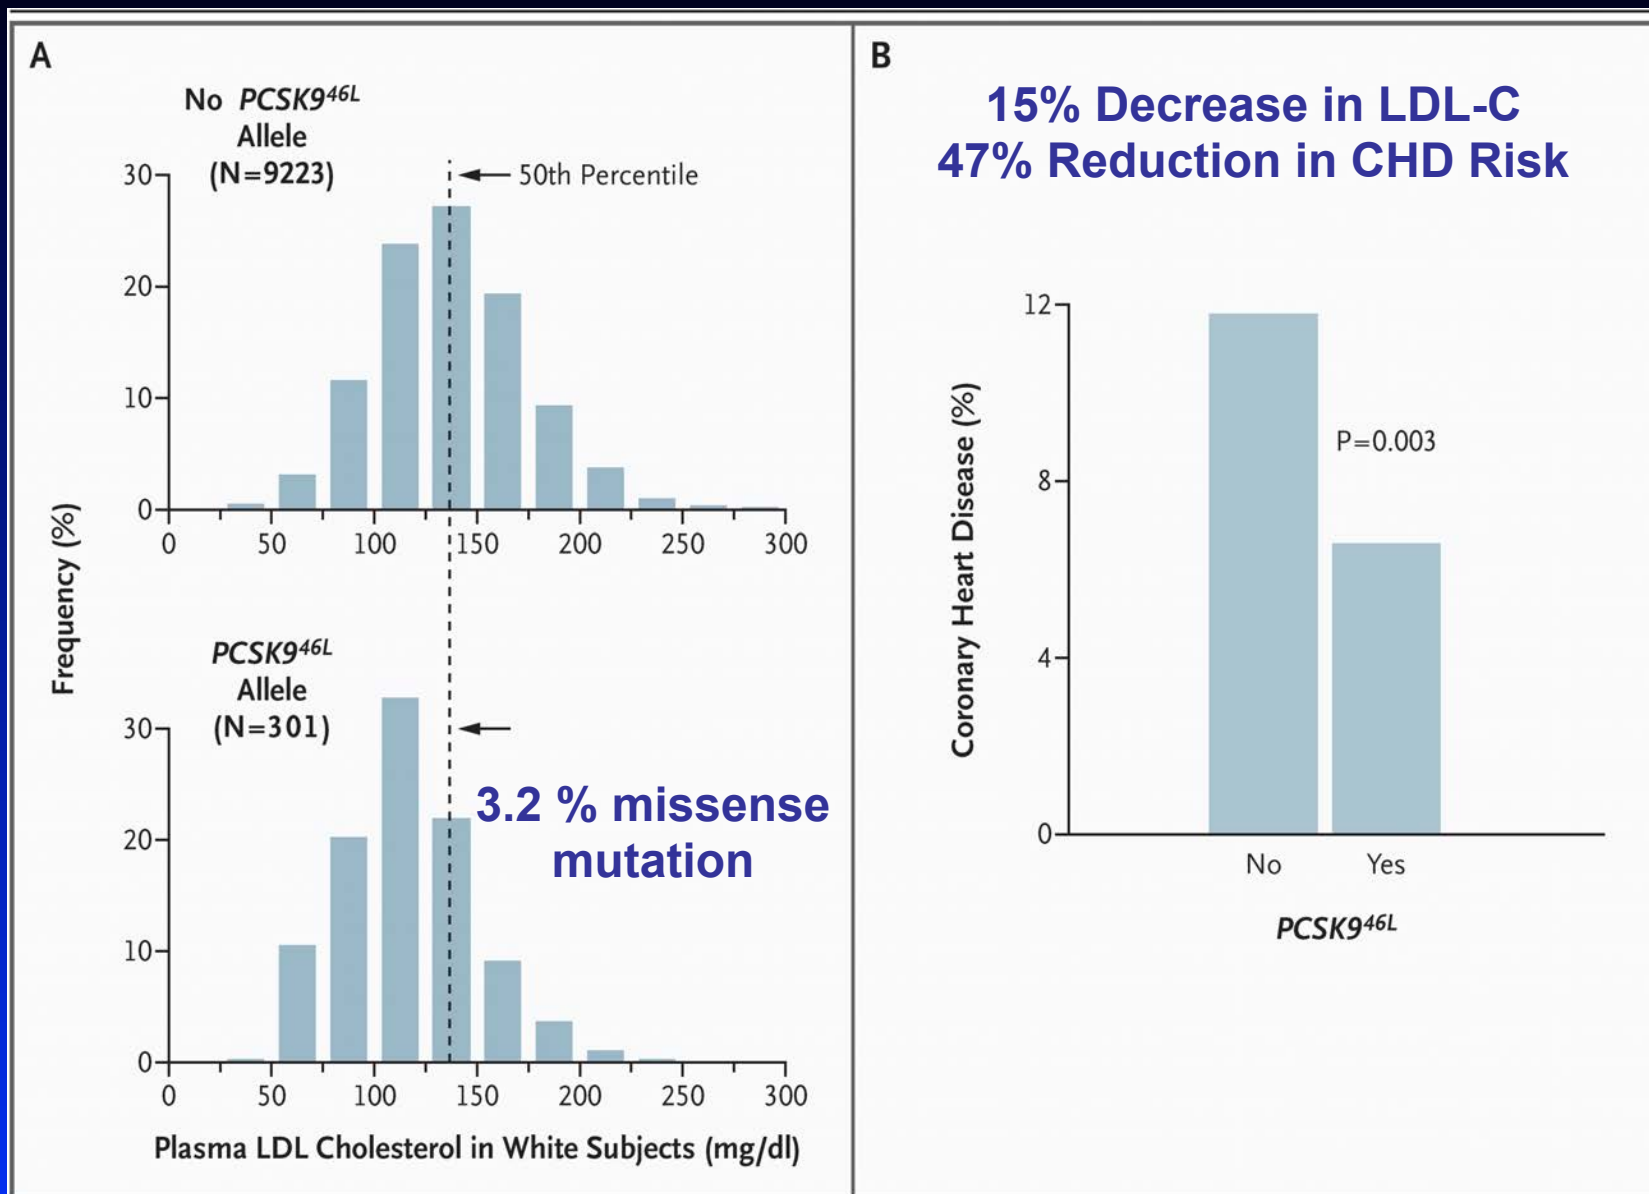 A
No PCSK946L
Allele
(N=9223)
50th Percentile
30
20
10
0
0 50 100 150 200 250 300
Frequency (%)
PCSK946L
Allele
(N=301)
3.2 % missense
mutation
30
20
10
0
0 50 100 150 200 250 300
Plasma LDL Cholesterol in White Subjects (mg/dl)
B
15% Decrease in LDL-C
47% Reduction in CHD Risk
12
8
4
0
Coronary Heart Disease (%)
P=0.003
No Yes
PCSK946L